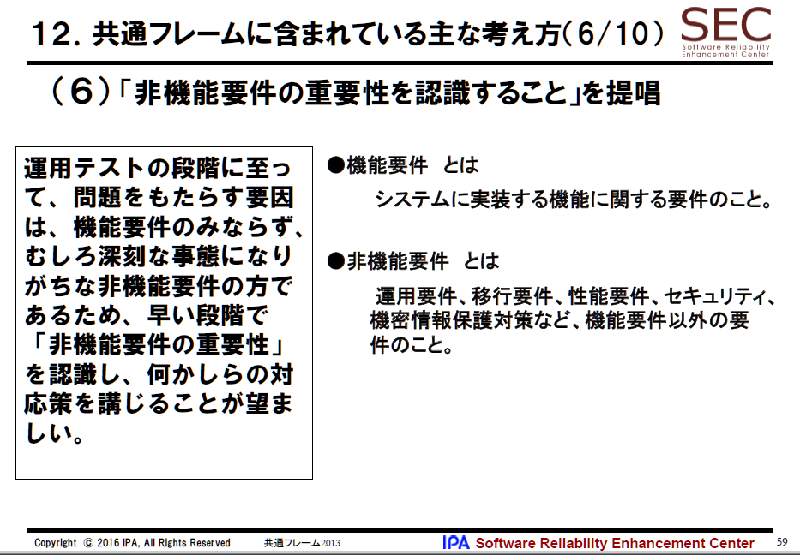 12．共通フレームに含まれている主な考え方（6/10）
SEC
Software Reliability
Enhancement Center
（6）「非機能要件の重要性を認識すること」を提唱
運用テストの段階に至っ
て、問題をもたらす要因
は、機能要件のみならず、
むしろ深刻な事態になり
がちな非機能要件の方で
あるため、早い段階で
「非機能要件の重要性」
を認識し、何かしらの対
応策を講じることが望ま
しい。
●機能要件　とは
システムに実装する機能に関する要件のこと。
●非機能要件　とは
運用要件、移行要件、性能要件、セキュリティ、
機密情報保護対策など、機能要件以外の要
件のこと。
Copyright © 2016 IPA, All Rights Reserved
共通フレーム2013
IPA Software Reliability Enhancement Center
59